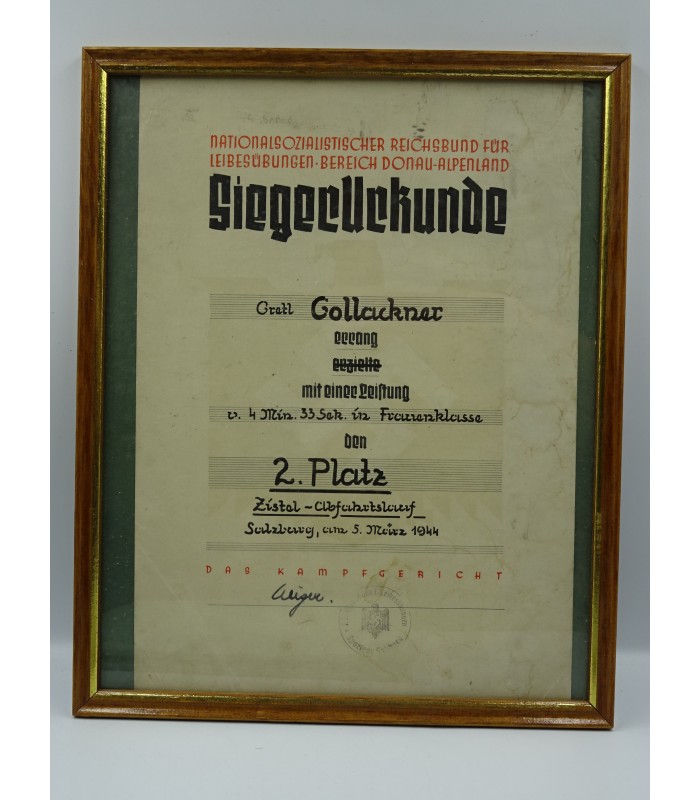 NATIONALSOZIALISTISCHER REICHSBUND FÜR
LEIBESÜBUNGEN·BEREICH DONAU-ALPENLAND
SiegerUrkunde
Gretl Gollackner
errang
erzielte
mit einer Leistung
v. 4 Min. 33 Sek. in Frauenklasse
den
2. Platz
Zistel-Abfahrtslauf
Salzburg, am 5. März 1944
DAS KAMPFGERICHT